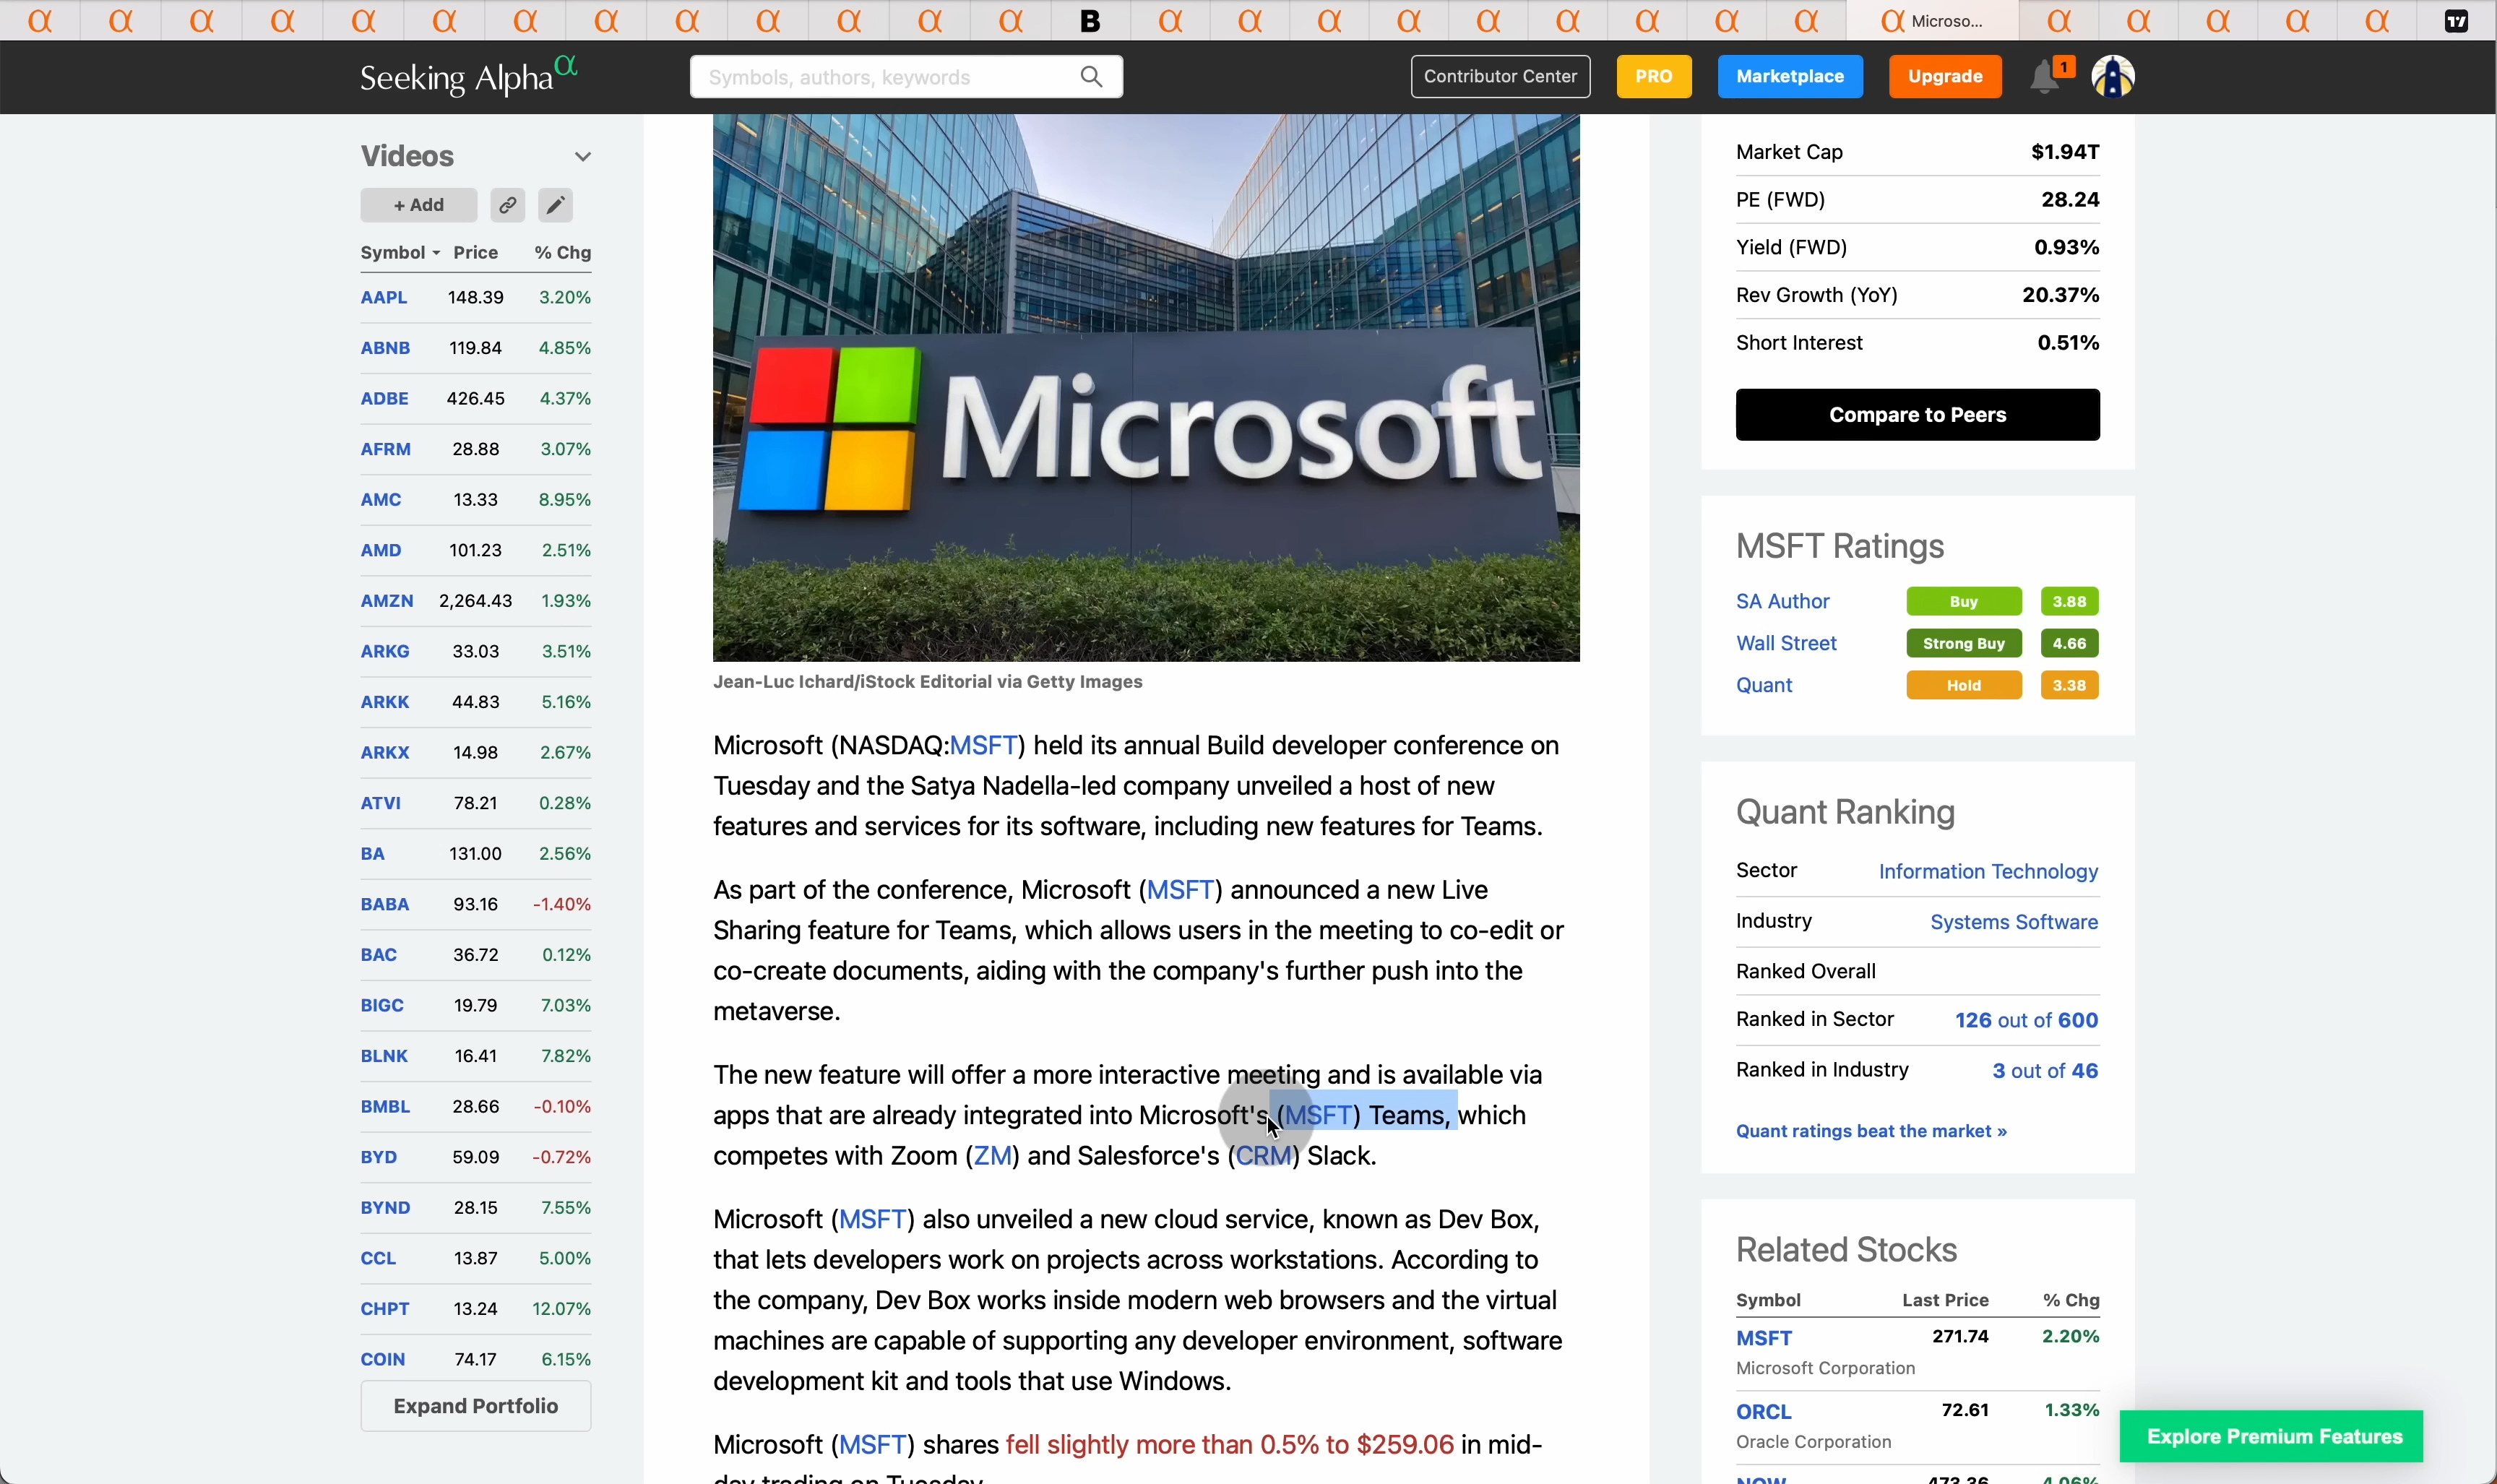 B
Microso...
Seeking Alpha α
Symbols, authors, keywords
Contributor Center
PRO
Marketplace
Upgrade
1
Videos
+ Add
Symbol Price % Chg
AAPL 148.39 3.20%
ABNB 119.84 4.85%
ADBE 426.45 4.37%
AFRM 28.88 3.07%
AMC 13.33 8.95%
AMD 101.23 2.51%
AMZN 2,264.43 1.93%
ARKG 33.03 3.51%
ARKK 44.83 5.16%
ARKX 14.98 2.67%
ATVI 78.21 0.28%
BA 131.00 2.56%
BABA 93.16 -1.40%
BAC 36.72 0.12%
BIGC 19.79 7.03%
BLNK 16.41 7.82%
BMBL 28.66 -0.10%
BYD 59.09 -0.72%
BYND 28.15 7.55%
CCL 13.87 5.00%
CHPT 13.24 12.07%
COIN 74.17 6.15%
Expand Portfolio
Microsoft
Jean-Luc Ichard/iStock Editorial via Getty Images
Microsoft (NASDAQ:MSFT) held its annual Build developer conference on
Tuesday and the Satya Nadella-led company unveiled a host of new
features and services for its software, including new features for Teams.
As part of the conference, Microsoft (MSFT) announced a new Live
Sharing feature for Teams, which allows users in the meeting to co-edit or
co-create documents, aiding with the company's further push into the
metaverse.
The new feature will offer a more interactive meeting and is available via
apps that are already integrated into Microsoft's (MSFT) Teams, which
competes with Zoom (ZM) and Salesforce's (CRM) Slack.
Microsoft (MSFT) also unveiled a new cloud service, known as Dev Box,
that lets developers work on projects across workstations. According to
the company, Dev Box works inside modern web browsers and the virtual
machines are capable of supporting any developer environment, software
development kit and tools that use Windows.
Microsoft (MSFT) shares fell slightly more than 0.5% to $259.06 in mid-
day trading on Tuesday
Market Cap $1.94T
PE (FWD) 28.24
Yield (FWD) 0.93%
Rev Growth (YoY) 20.37%
Short Interest 0.51%
Compare to Peers
MSFT Ratings
SA Author Buy 3.88
Wall Street Strong Buy 4.66
Quant Hold 3.38
Quant Ranking
Sector Information Technology
Industry Systems Software
Ranked Overall
Ranked in Sector 126 out of 600
Ranked in Industry 3 out of 46
Quant ratings beat the market »
Related Stocks
Symbol Last Price % Chg
MSFT 271.74 2.20%
Microsoft Corporation
ORCL 72.61 1.33%
Oracle Corporation
NOW 473.36 4.06%
Explore Premium Features